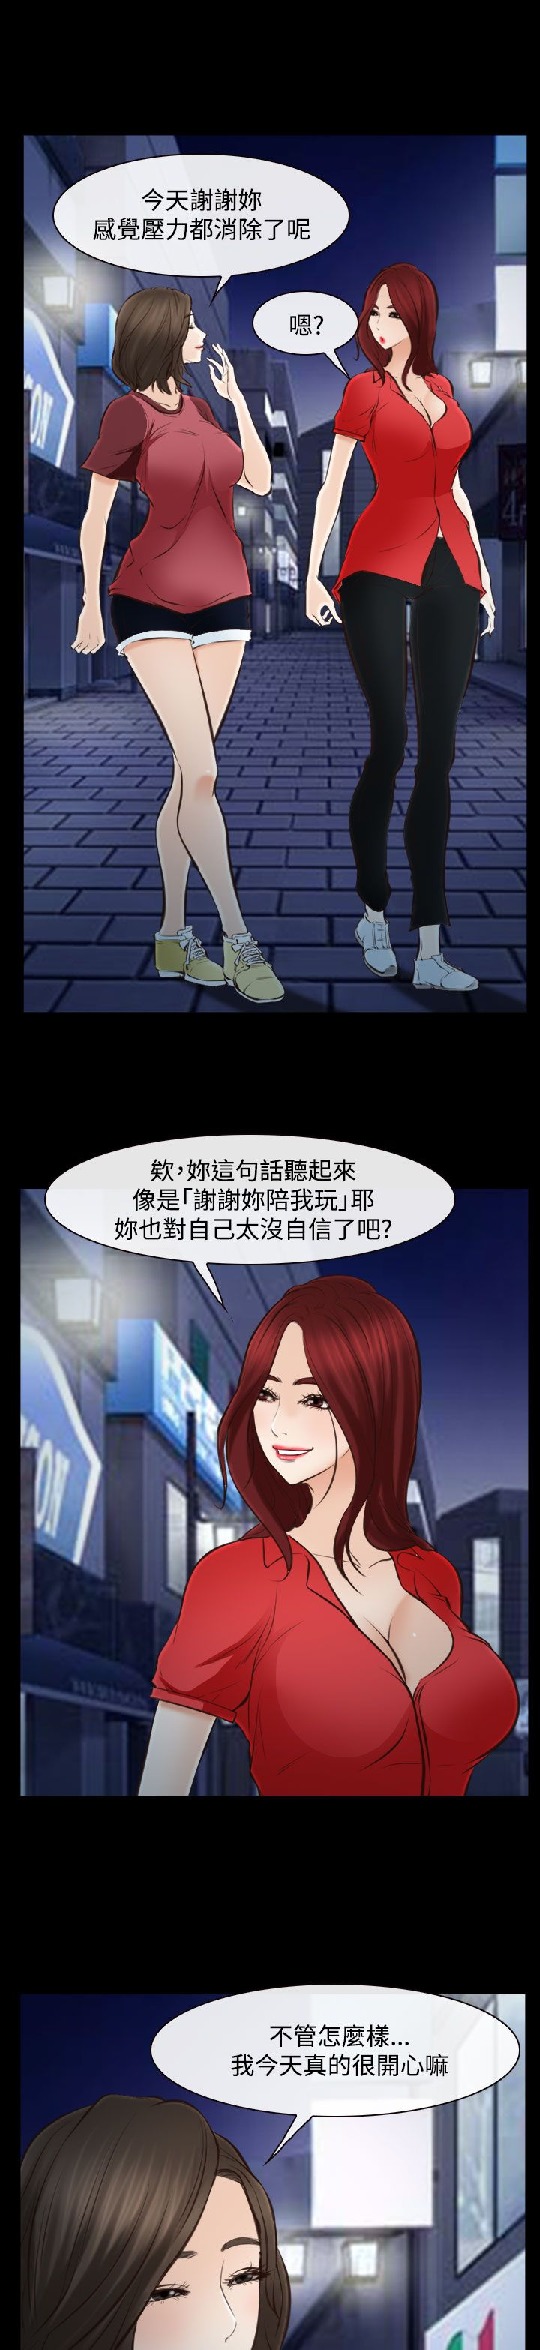 今天謝謝妳
感覺壓力都消除了呢
嗯?
欸，妳這句話聽起來
像是「謝謝妳陪我玩」耶
妳也對自己太沒自信了吧?
不管怎麼樣...
我今天真的很開心嘛